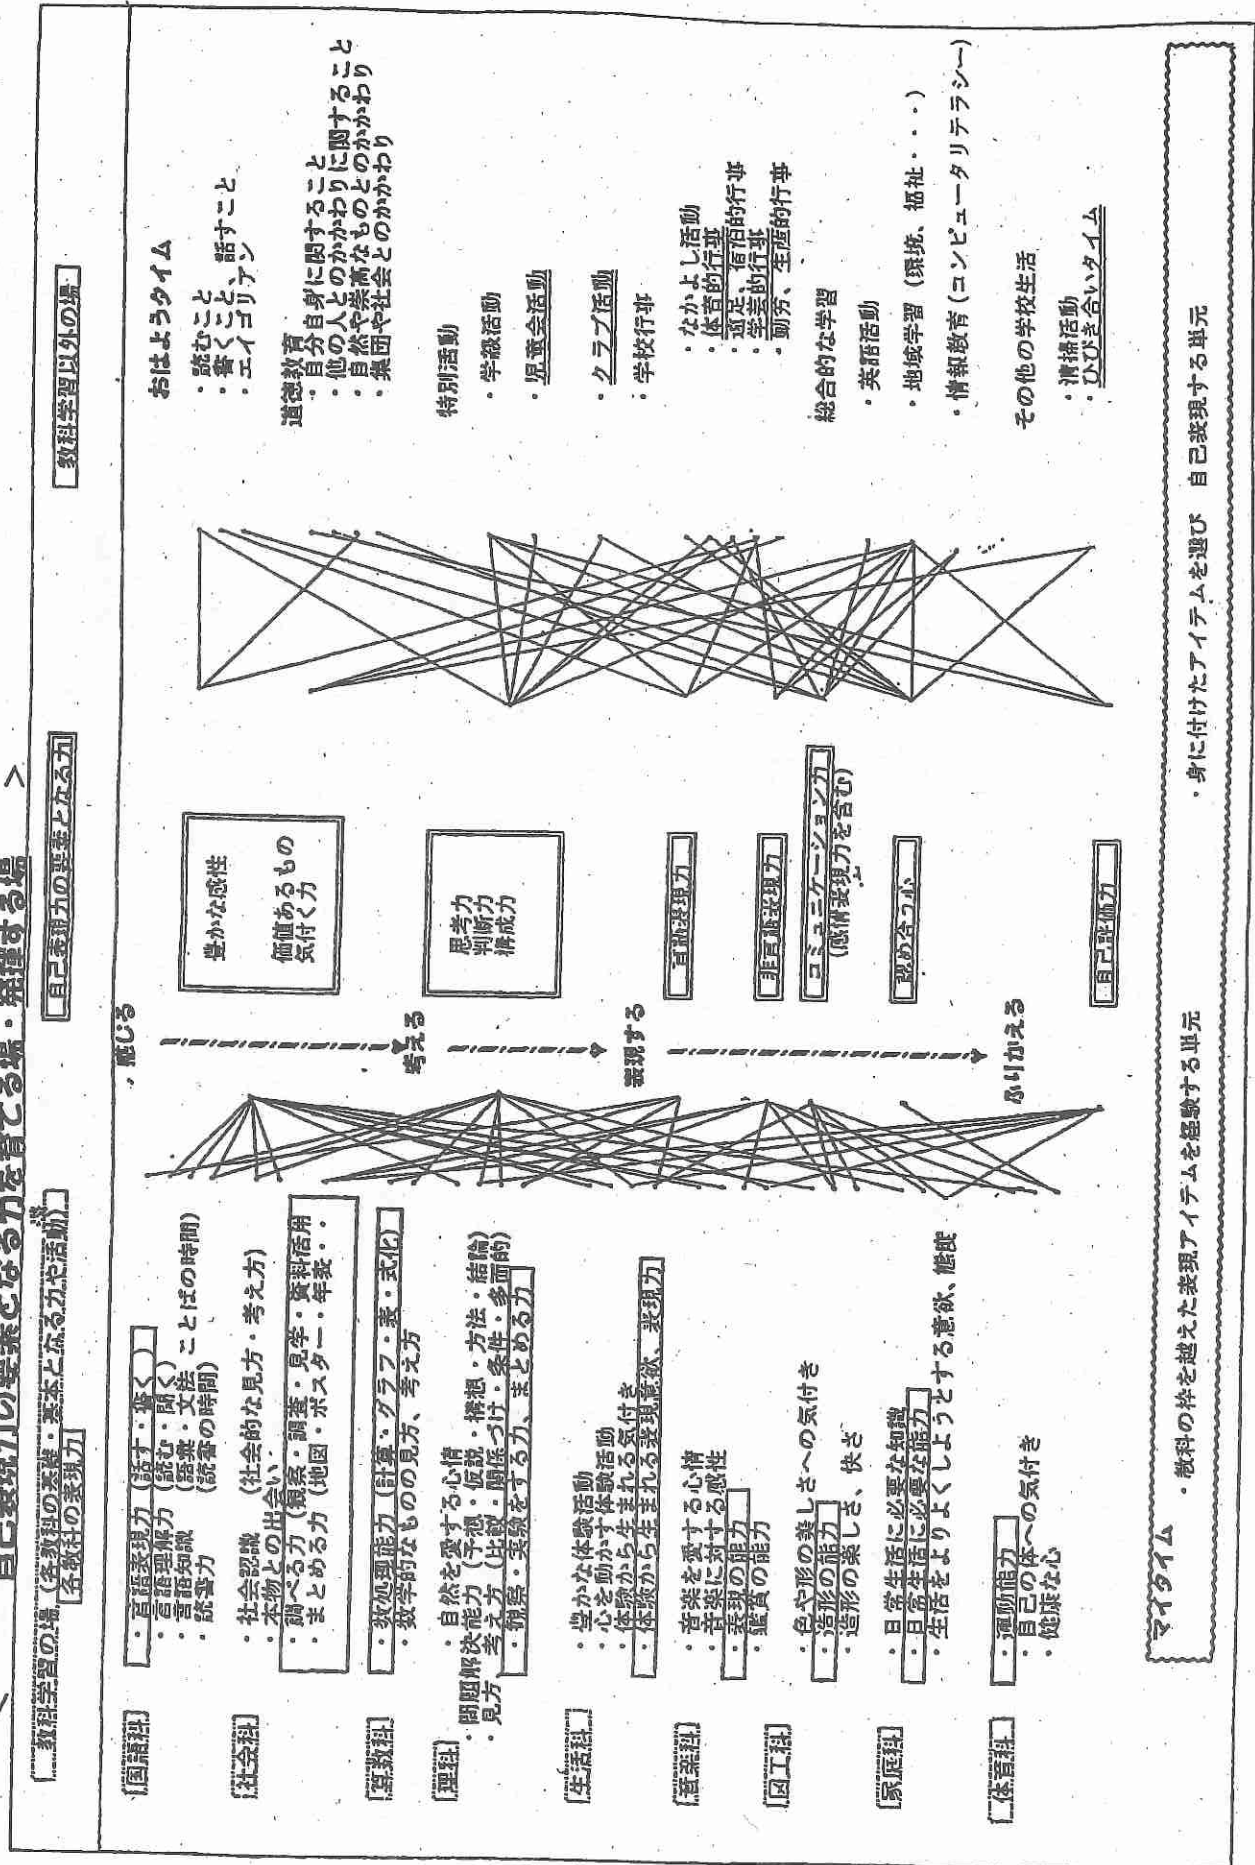 ＜　自己表現力の要素となる力を育てる場・発揮する場　＞
教科学習の場（各教科の基礎・基本となる力や活動）
各教科の表現力
自己表現力の要素となる力
教科学習以外の場
国語科
・言語表現力（話す・書く）
・言語理解力（読む・聞く）
・言語知識　（語彙・文法　ことばの時間）
・読書力　　（読書の時間）
社会科
・社会認識　（社会的な見方・考え方）
・本物との出会い
・調べる力（観察・調査・見学・資料活用
・まとめる力（地図・ポスター・年表・・
算数科
・数処理能力（計算・グラフ・表・式化）
・数学的なものの見方、考え方
理科
・自然を愛する心情
・問題解決能力（予想・仮説・構想・方法・結論）
・見方、考え方（比較・関係づけ・条件・多面的）
・観察・実験をする力、まとめる力
生活科
・豊かな体験活動
・心を動かす体験活動
・体験から生まれる気付き
・体験から生まれる表現意欲、表現力
音楽科
・音楽を愛する心情
・音楽に対する感性
・表現の能力
・鑑賞の能力
図工科
・色や形の美しさへの気付き
・造形の能力
・造形の楽しさ、快さ
家庭科
・日常生活に必要な知識
・日常生活に必要な能力
・生活をよりよくしようとする意欲、態度
体育科
・運動能力
・自己の体への気付き
・健康な心
感じる
考える
表現する
ふりかえる
豊かな感性
価値あるもの
気付く力
思考力
判断力
構成力
言語表現力
非言語表現力
コミュニケーション力
（感情表現力を含む）
認め合う心
自己評価力
おはようタイム
・読むこと
・書くこと、話すこと
・エイゴリアン
道徳教育
・自分自身に関すること
・他の人とのかかわりに関すること
・自然や崇高なものとのかかわり
・集団や社会とのかかわり
特別活動
・学級活動
・児童会活動
・クラブ活動
・学校行事
・なかよし活動
・体育的行事
・遠足、宿泊的行事
・学芸的行事
・勤労、生産的行事
総合的な学習
・英語活動
・地域学習（環境、福祉・・・）
・情報教育（コンピュータリテラシー）
その他の学校生活
・清掃活動
・ひびき合いタイム
マイタイム
・教科の枠を越えた表現アイテムを経験する単元
・身に付けたアイテムを選び　自己表現する単元